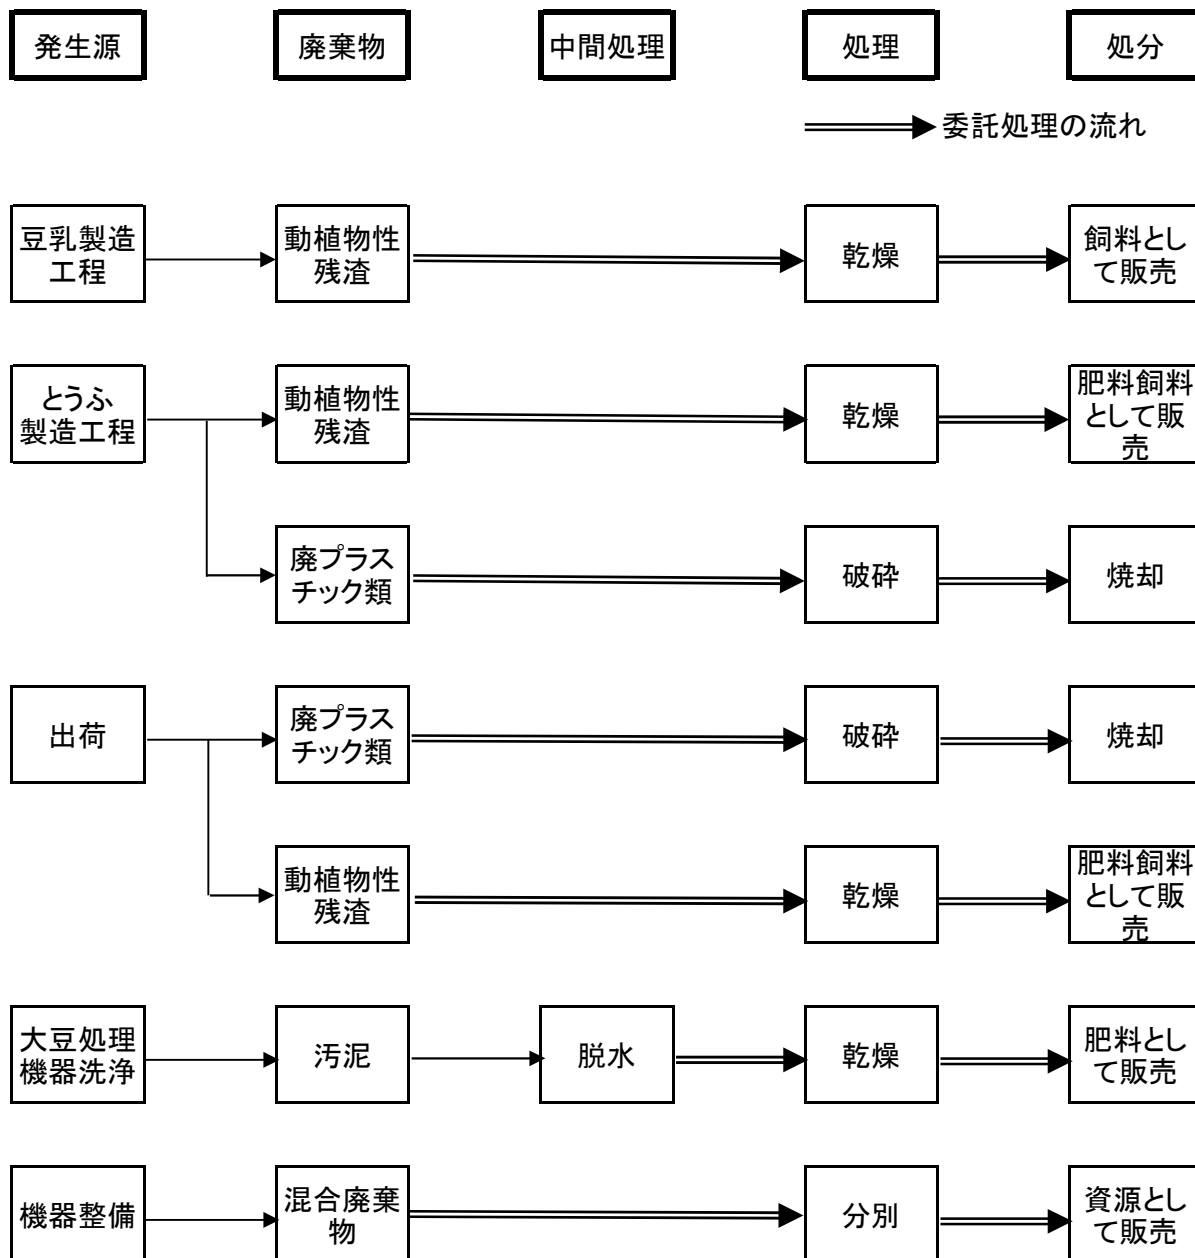 発生源
廃棄物
中間処理
処理
処分
委託処理の流れ
豆乳製造
工程
動植物性
残渣
乾燥
飼料とし
て販売
とうふ
製造工程
動植物性
残渣
乾燥
肥料飼料
として販
売
廃プラス
チック類
破砕
焼却
出荷
廃プラス
チック類
破砕
焼却
動植物性
残渣
乾燥
肥料飼料
として販
売
大豆処理
機器洗浄
汚泥
脱水
乾燥
肥料とし
て販売
機器整備
混合廃棄
物
分別
資源とし
て販売